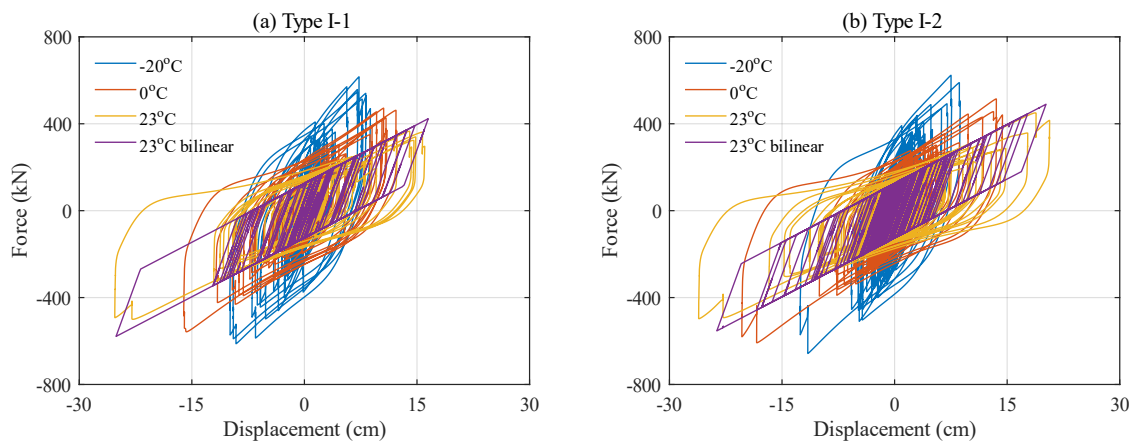 (a) Type I-1
800
400
0
-400
-800
Force (kN)
-20°C
0°C
23°C
23°C bilinear
-30
-15
0
15
30
Displacement (cm)
(b) Type I-2
800
400
0
-400
-800
Force (kN)
-20°C
0°C
23°C
23°C bilinear
-30
-15
0
15
30
Displacement (cm)